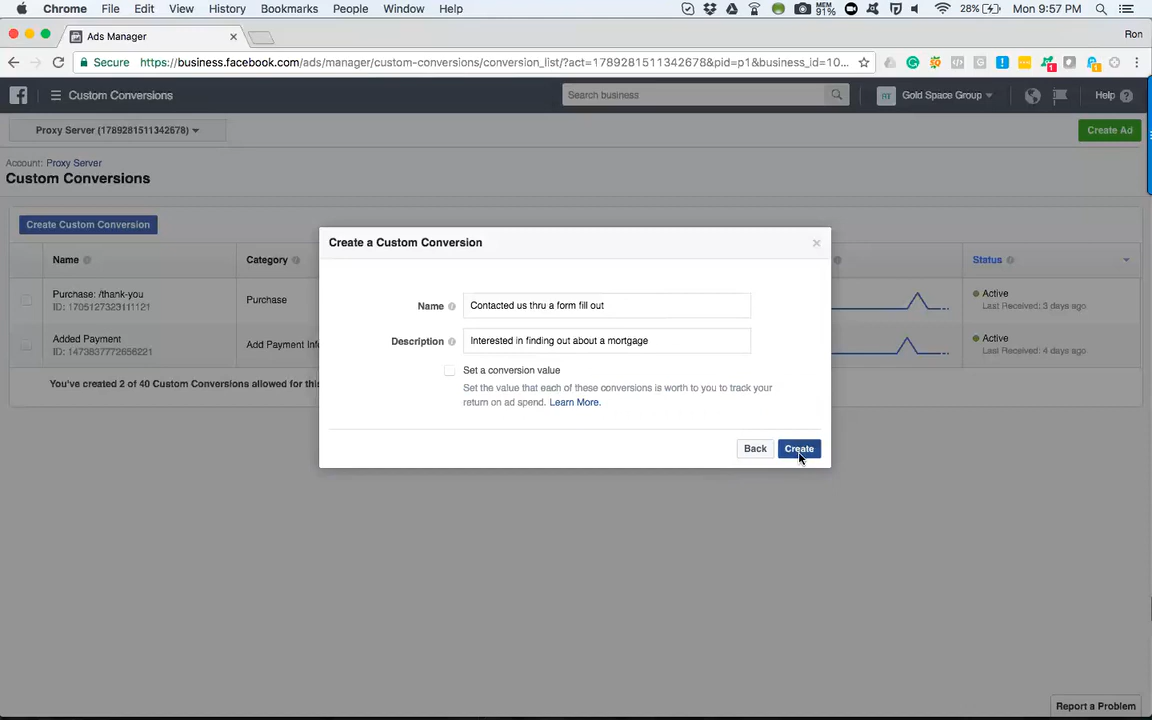 Chrome File Edit View History Bookmarks People Window Help MEM 91% 28% Mon 9:57 PM
Ads Manager Ron
Secure https://business.facebook.com/ads/manager/custom-conversions/conversion_list/?act=1789281511342678&pid=p1&business_id=10...
Custom Conversions Search business Gold Space Group Help
Proxy Server (1789281511342678) Create Ad
Account: Proxy Server
Custom Conversions
Create Custom Conversion
Name Category Status
Purchase: /thank-you Purchase Active
ID: 1705127323111121 Last Received: 3 days ago
Added Payment Add Payment Info Active
ID: 1473837772656221 Last Received: 4 days ago
You've created 2 of 40 Custom Conversions allowed for this
Create a Custom Conversion
Name Contacted us thru a form fill out
Description Interested in finding out about a mortgage
Set a conversion value
Set the value that each of these conversions is worth to you to track your
return on ad spend. Learn More.
Back Create
Report a Problem